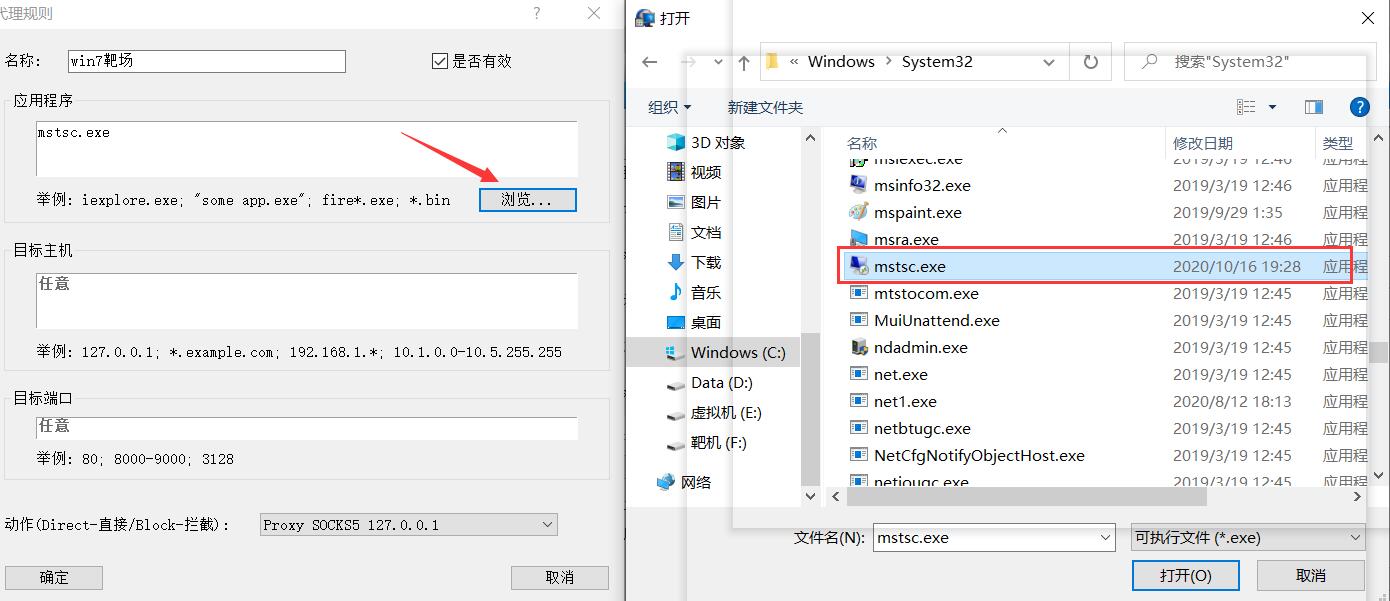 代理规则
?
名称:
win7靶场
是否有效
应用程序
mstsc.exe
举例: iexplore.exe; "some app.exe"; fire*.exe; *.bin
浏览...
目标主机
任意
举例: 127.0.0.1; *.example.com; 192.168.1.*; 10.1.0.0-10.5.255.255
目标端口
任意
举例: 80; 8000-9000; 3128
动作(Direct-直接/Block-拦截):
Proxy SOCKS5 127.0.0.1
确定
取消
打开
« Windows > System32
搜索"System32"
组织
新建文件夹
?
3D 对象
视频
图片
文档
下载
音乐
桌面
Windows (C:)
Data (D:)
虚拟机 (E:)
靶机 (F:)
网络
名称 修改日期 类型
msiexec.exe 2019/3/19 12:46 应用程
msinfo32.exe 2019/3/19 12:46 应用程
mspaint.exe 2019/9/29 1:35 应用程
msra.exe 2019/3/19 12:46 应用程
mstsc.exe 2020/10/16 19:28 应用程
mtstocom.exe 2019/3/19 12:45 应用程
MuiUnattend.exe 2019/3/19 12:45 应用程
ndadmin.exe 2019/3/19 12:45 应用程
net.exe 2019/3/19 12:45 应用程
net1.exe 2020/8/12 18:13 应用程
netbtugc.exe 2019/3/19 12:45 应用程
NetCfgNotifyObjectHost.exe 2019/3/19 12:45 应用程
netiougc.exe 2019/3/19 12:45 应用程
文件名(N):
mstsc.exe
可执行文件 (*.exe)
打开(O)
取消